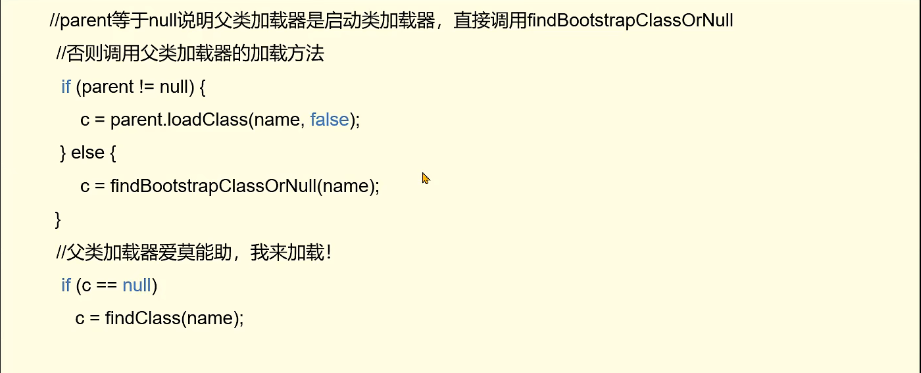 //parent等于null说明父类加载器是启动类加载器，直接调用findBootstrapClassOrNull
//否则调用父类加载器的加载方法
if (parent != null) {
c = parent.loadClass(name, false);
} else {
c = findBootstrapClassOrNull(name);
}
//父类加载器爱莫能助，我来加载！
if (c == null)
c = findClass(name);